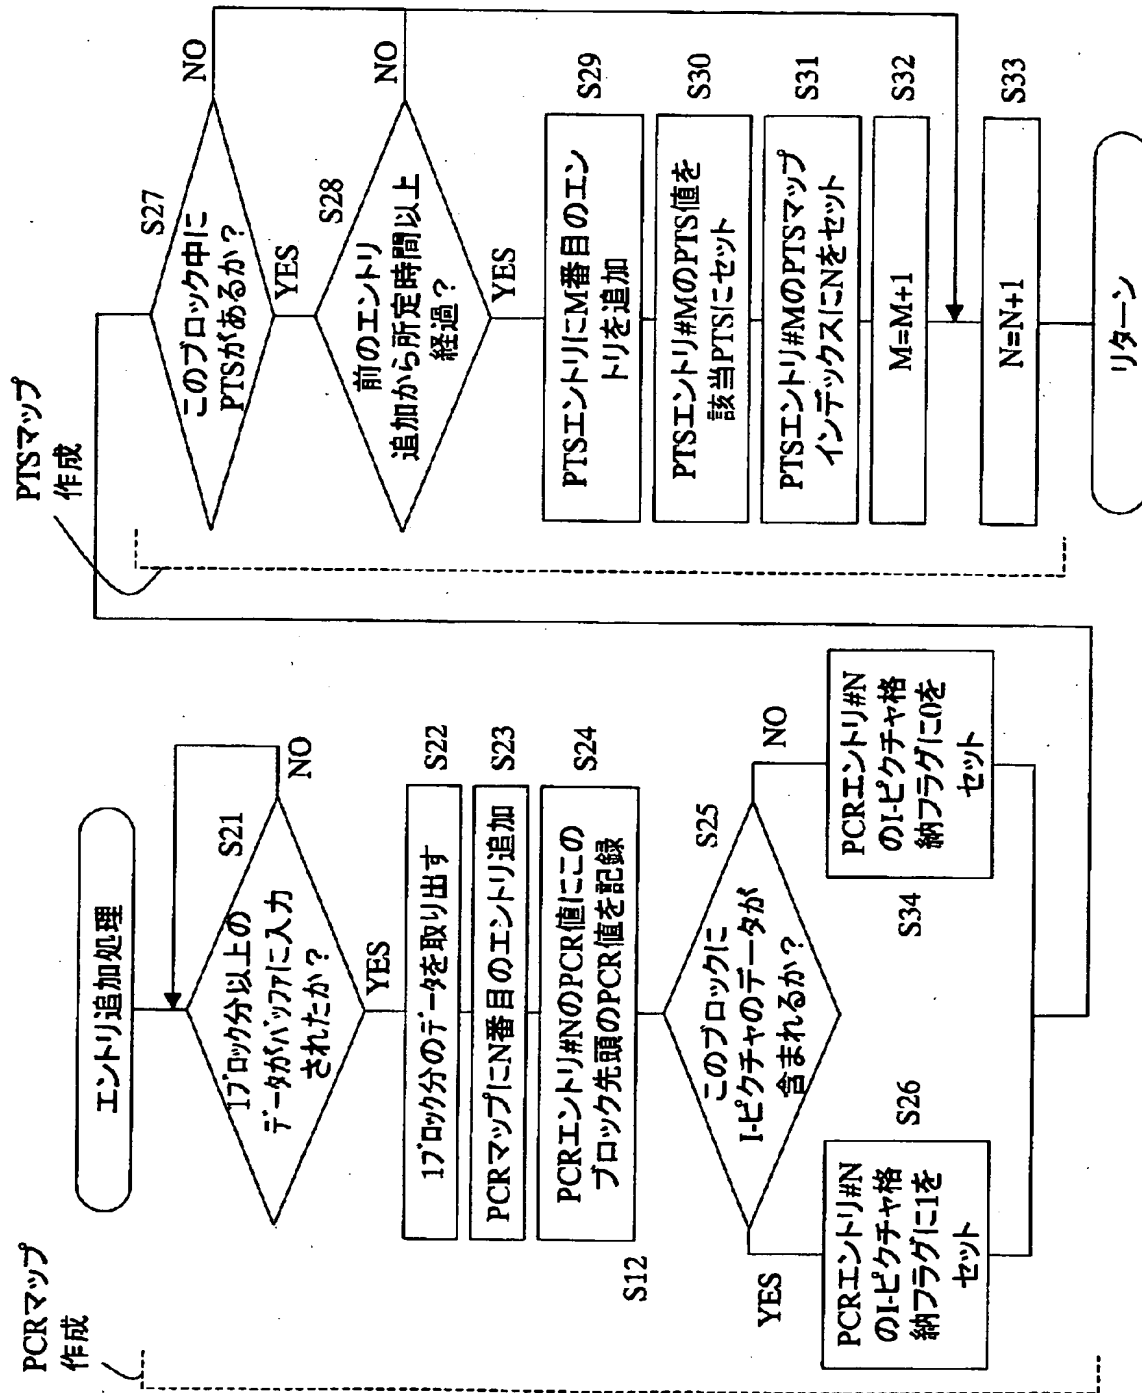 PCRマップ
作成
エントリ追加処理
1ブロック分以上の
データがバッファに入力
されたか?
S21
NO
YES
1ブロック分のデータを取り出す
S22
PCRマップにN番目のエントリ追加
S23
PCRエントリ#NのPCR値にこの
ブロック先頭のPCR値を記録
S24
S12
このブロックに
I-ピクチャのデータが
含まれるか?
S25
YES
NO
PCRエントリ#N
のI-ピクチャ格
納フラグに1を
セット
S26
PCRエントリ#N
のI-ピクチャ格
納フラグに0を
セット
S34
PTSマップ
作成
このブロック中に
PTSがあるか?
S27
NO
YES
前のエントリ
追加から所定時間以上
経過?
S28
NO
YES
PTSエントリにM番目のエン
トリを追加
S29
PTSエントリ#MのPTS値を
該当PTSにセット
S30
PTSエントリ#MのPTSマップ
インデックスにNをセット
S31
M=M+1
S32
N=N+1
S33
リターン